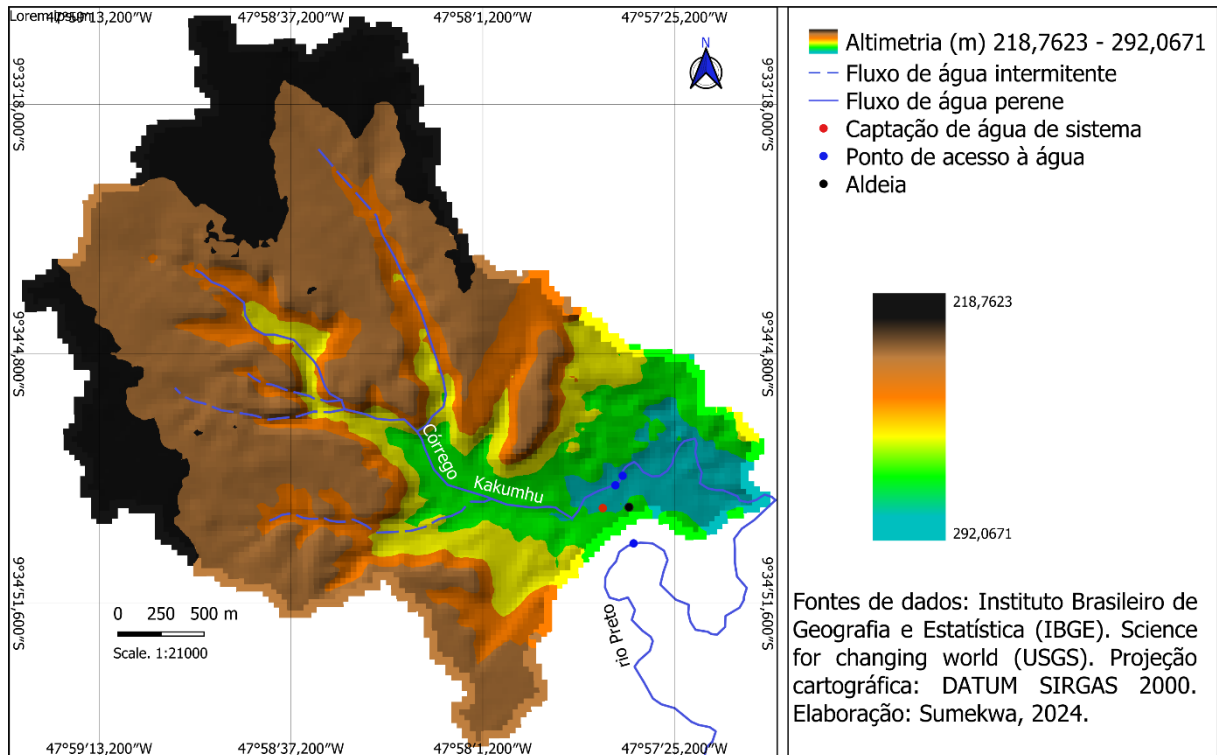 Lorem ipsum
47°59'13,200"W 47°58'37,200"W 47°58'1,200"W 47°57'25,200"W
N
9°33'18,000"S 9°33'18,000"S
9°34'4,800"S 9°34'4,800"S
Córrego
Kakumhu
9°34'51,600"S 9°34'51,600"S
rio Preto
0 250 500 m
Scale. 1:21000
47°59'13,200"W 47°58'37,200"W 47°58'1,200"W 47°57'25,200"W
Altimetria (m) 218,7623 - 292,0671
Fluxo de água intermitente
Fluxo de água perene
Captação de água de sistema
Ponto de acesso à água
Aldeia
218,7623
292,0671
Fontes de dados: Instituto Brasileiro de
Geografia e Estatística (IBGE). Science
for changing world (USGS). Projeção
cartográfica: DATUM SIRGAS 2000.
Elaboração: Sumekwa, 2024.